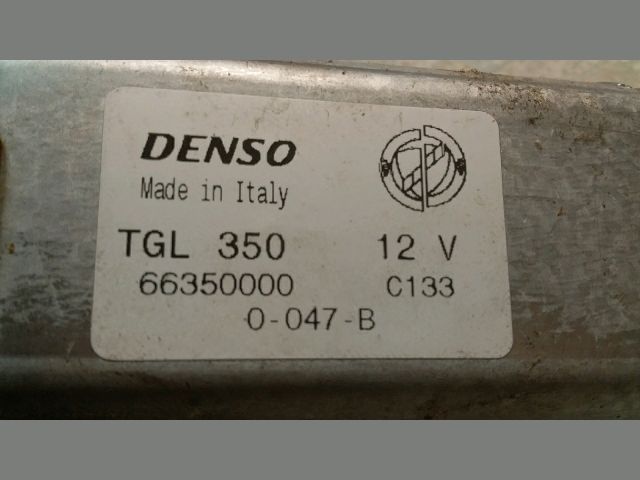 DENSO
Made in Italy
TGL 350 12 V
66350000 C133
0-047-B